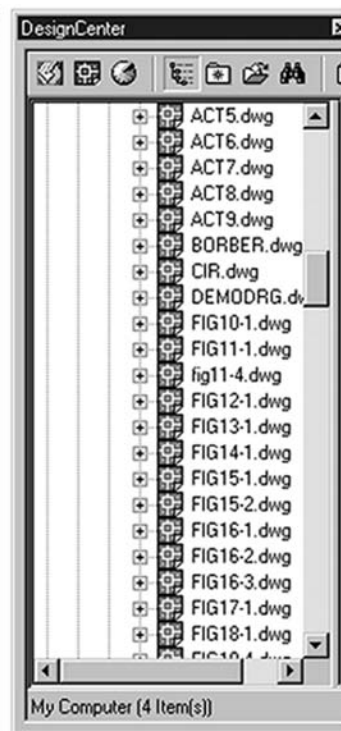 DesignCenter
ACT5.dwg
ACT6.dwg
ACT7.dwg
ACT8.dwg
ACT9.dwg
BORBER.dwg
CIR.dwg
DEMODRG.dw
FIG10-1.dwg
FIG11-1.dwg
fig11-4.dwg
FIG12-1.dwg
FIG13-1.dwg
FIG14-1.dwg
FIG15-1.dwg
FIG15-2.dwg
FIG16-1.dwg
FIG16-2.dwg
FIG16-3.dwg
FIG17-1.dwg
FIG18-1.dwg
My Computer (4 Item(s))